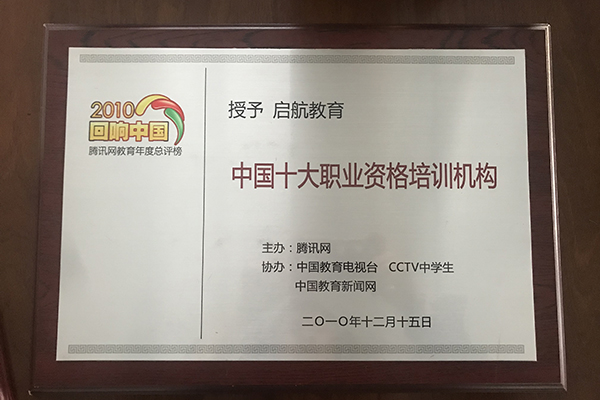 2010
回响中国
腾讯网教育年度总评榜
授予 启航教育
中国十大职业资格培训机构
主办：腾讯网
协办：中国教育电视台 CCTV中学生
中国教育新闻网
二〇一〇年十二月十五日